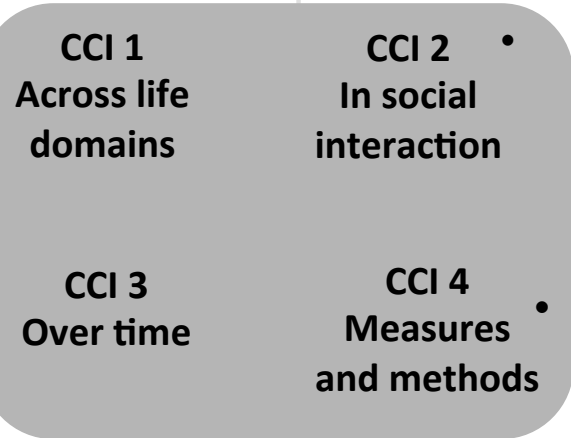 CCI 1
Across life
domains
CCI 2 •
In social
interaction
CCI 3
Over time
CCI 4
Measures •
and methods